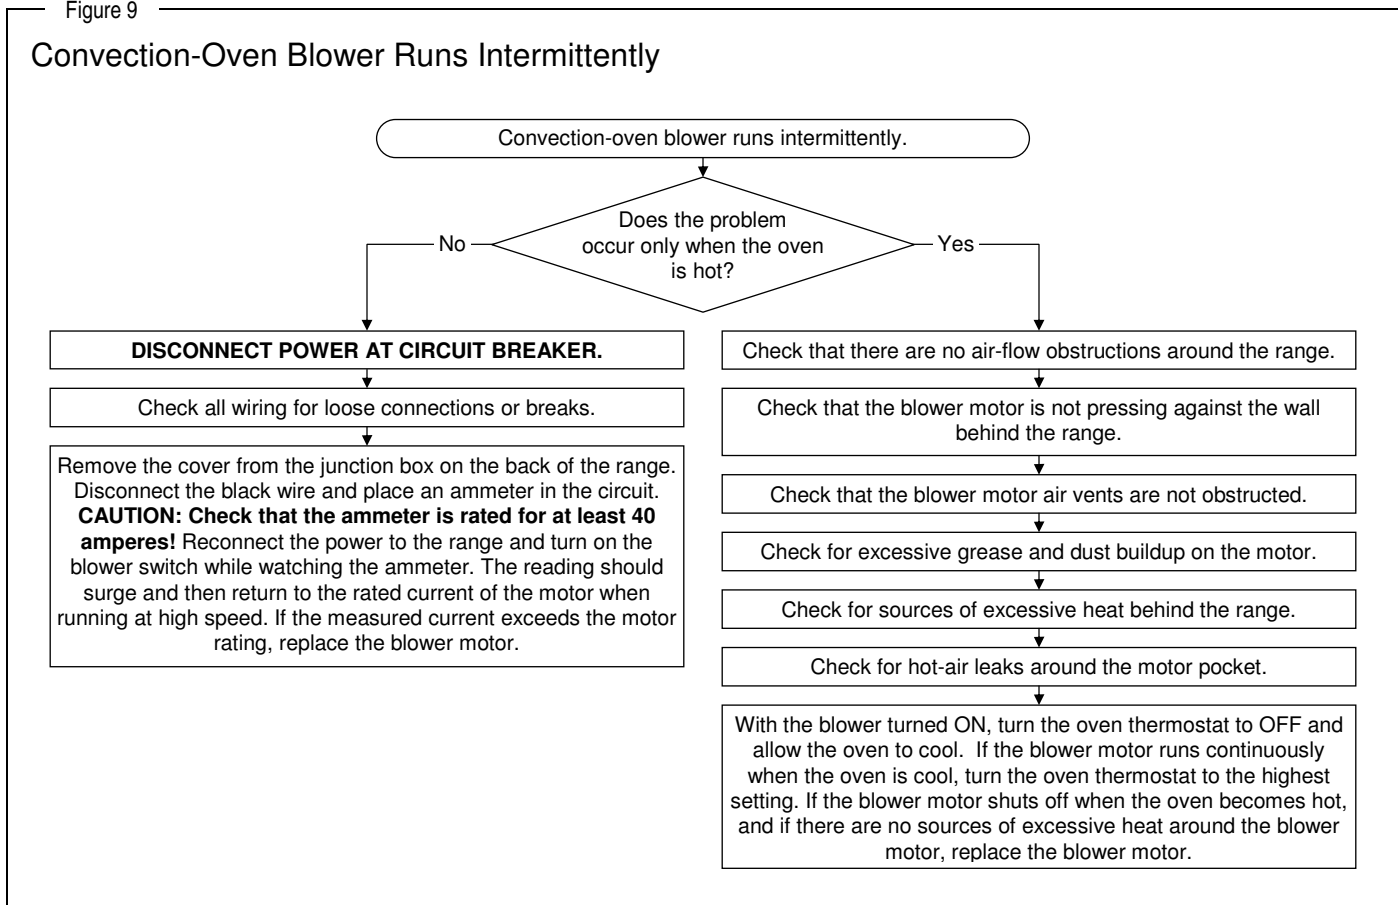 Figure 9
Convection-Oven Blower Runs Intermittently
Convection-oven blower runs intermittently.
Does the problem
occur only when the oven
is hot?
No
Yes
DISCONNECT POWER AT CIRCUIT BREAKER.
Check all wiring for loose connections or breaks.
Remove the cover from the junction box on the back of the range.
Disconnect the black wire and place an ammeter in the circuit.
CAUTION: Check that the ammeter is rated for at least 40
amperes! Reconnect the power to the range and turn on the
blower switch while watching the ammeter. The reading should
surge and then return to the rated current of the motor when
running at high speed. If the measured current exceeds the motor
rating, replace the blower motor.
Check that there are no air-flow obstructions around the range.
Check that the blower motor is not pressing against the wall
behind the range.
Check that the blower motor air vents are not obstructed.
Check for excessive grease and dust buildup on the motor.
Check for sources of excessive heat behind the range.
Check for hot-air leaks around the motor pocket.
With the blower turned ON, turn the oven thermostat to OFF and
allow the oven to cool.  If the blower motor runs continuously
when the oven is cool, turn the oven thermostat to the highest
setting. If the blower motor shuts off when the oven becomes hot,
and if there are no sources of excessive heat around the blower
motor, replace the blower motor.